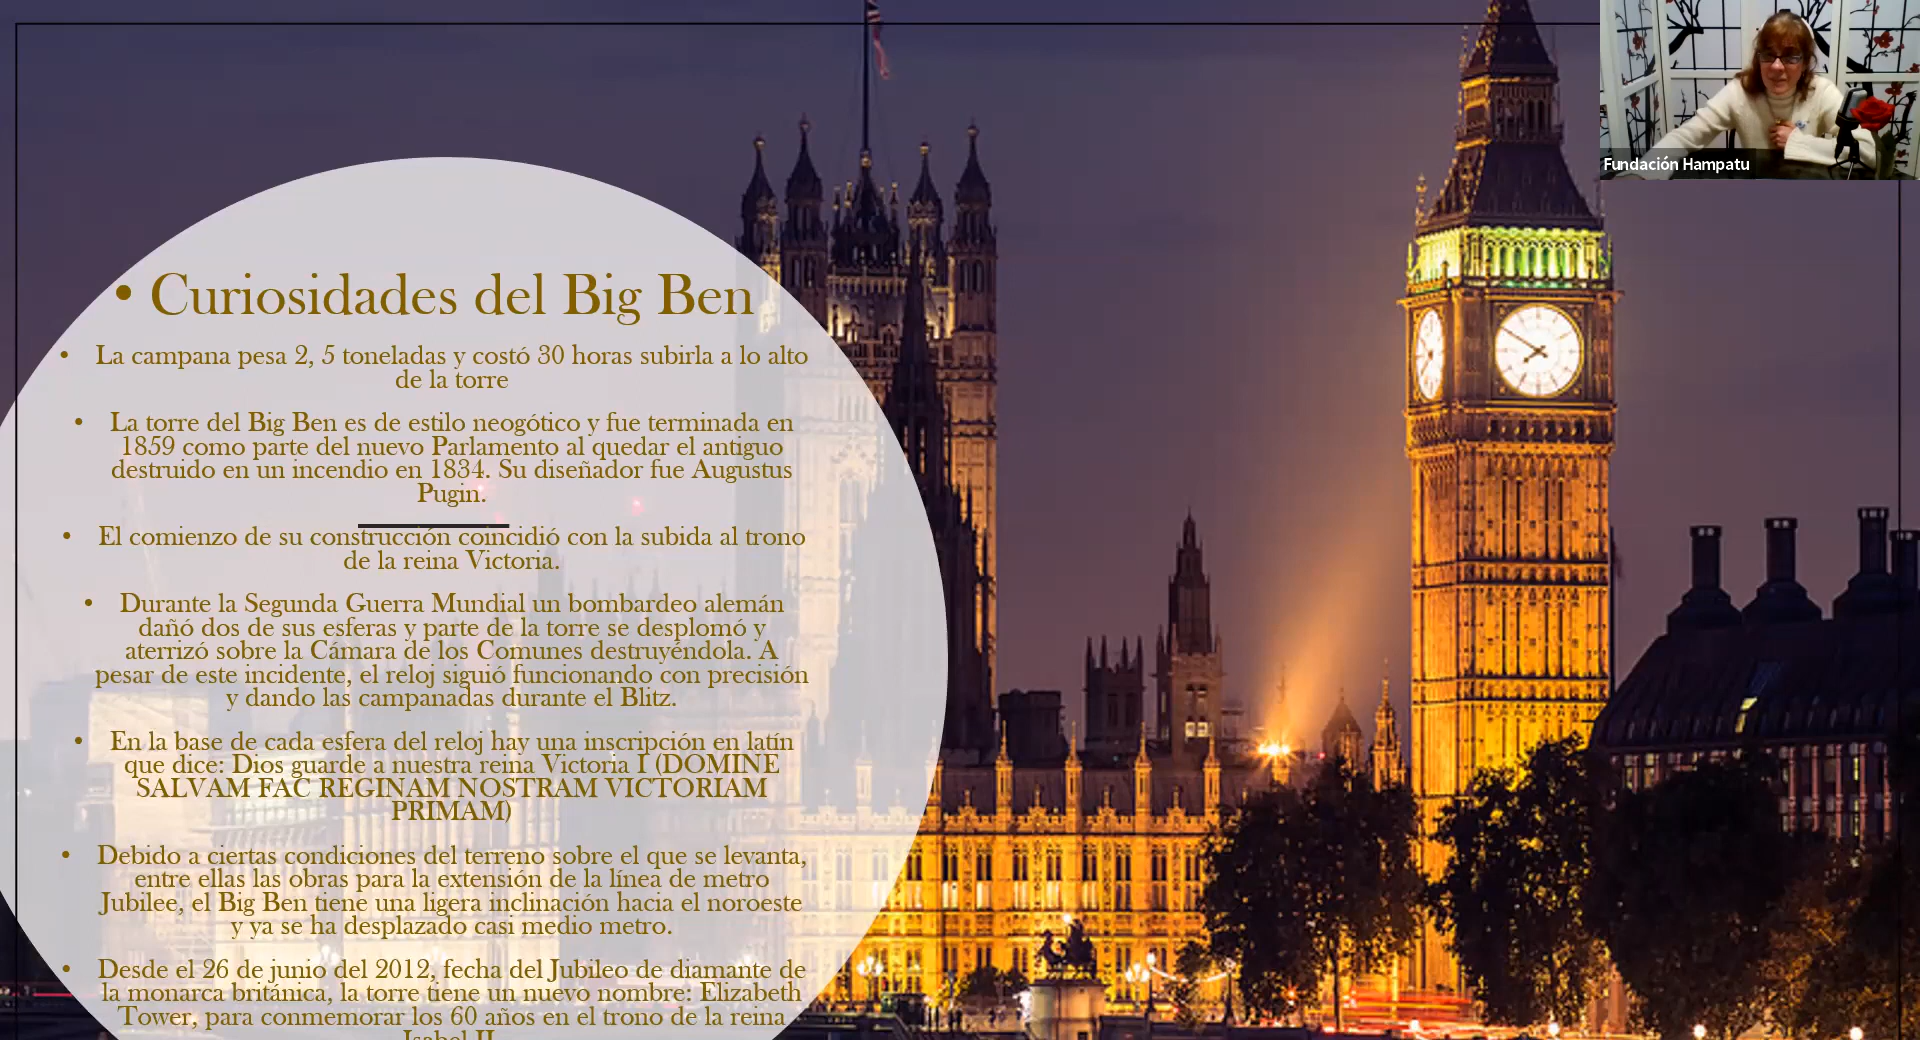 Fundación Hampatu
• Curiosidades del Big Ben
• La campana pesa 2, 5 toneladas y costó 30 horas subirla a lo alto
de la torre
• La torre del Big Ben es de estilo neogótico y fue terminada en
1859 como parte del nuevo Parlamento al quedar el antiguo
destruido en un incendio en 1834. Su diseñador fue Augustus
Pugin.
• El comienzo de su construcción coincidió con la subida al trono
de la reina Victoria.
• Durante la Segunda Guerra Mundial un bombardeo alemán
dañó dos de sus esferas y parte de la torre se desplomó y
aterrizó sobre la Cámara de los Comunes destruyéndola. A
pesar de este incidente, el reloj siguió funcionando con precisión
y dando las campanadas durante el Blitz.
• En la base de cada esfera del reloj hay una inscripción en latín
que dice: Dios guarde a nuestra reina Victoria I (DOMINE
SALVAM FAC REGINAM NOSTRAM VICTORIAM
PRIMAM)
• Debido a ciertas condiciones del terreno sobre el que se levanta,
entre ellas las obras para la extensión de la línea de metro
Jubilee, el Big Ben tiene una ligera inclinación hacia el noroeste
y ya se ha desplazado casi medio metro.
• Desde el 26 de junio del 2012, fecha del Jubileo de diamante de
la monarca británica, la torre tiene un nuevo nombre: Elizabeth
Tower, para conmemorar los 60 años en el trono de la reina
Isabel II